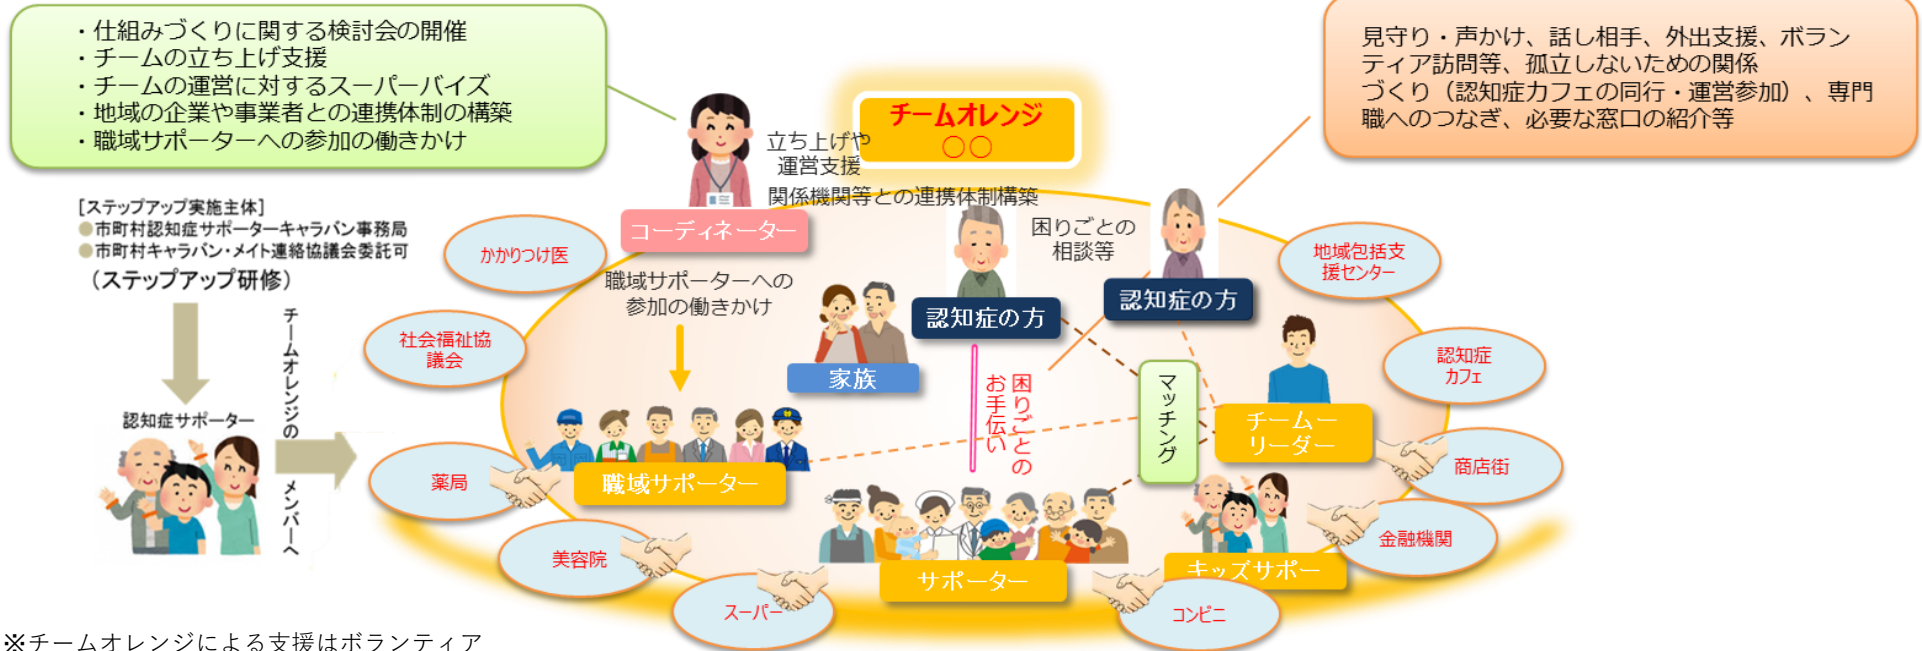 ・仕組みづくりに関する検討会の開催
・チームの立ち上げ支援
・チームの運営に対するスーパーバイズ
・地域の企業や事業者との連携体制の構築
・職域サポーターへの参加の働きかけ
見守り・声かけ、話し相手、外出支援、ボラン
ティア訪問等、孤立しないための関係
づくり（認知症カフェの同行・運営参加）、専門
職へのつなぎ、必要な窓口の紹介等
チームオレンジ
〇〇
立ち上げや
運営支援
関係機関等との連携体制構築
コーディネーター
[ステップアップ実施主体]
●市町村認知症サポーターキャラバン事務局
●市町村キャラバン・メイト連絡協議会委託可
（ステップアップ研修）
チームオレンジの
メンバーへ
認知症サポーター
かかりつけ医
社会福祉協
議会
薬局
美容院
スーパー
コンビニ
金融機関
商店街
認知症
カフェ
地域包括支
援センター
職域サポーターへの
参加の働きかけ
困りごとの
相談等
認知症の方
認知症の方
家族
困りごとの
お手伝い
マッチング
チームー
リーダー
職域サポーター
サポーター
キッズサポー
※チームオレンジによる支援はボランティア